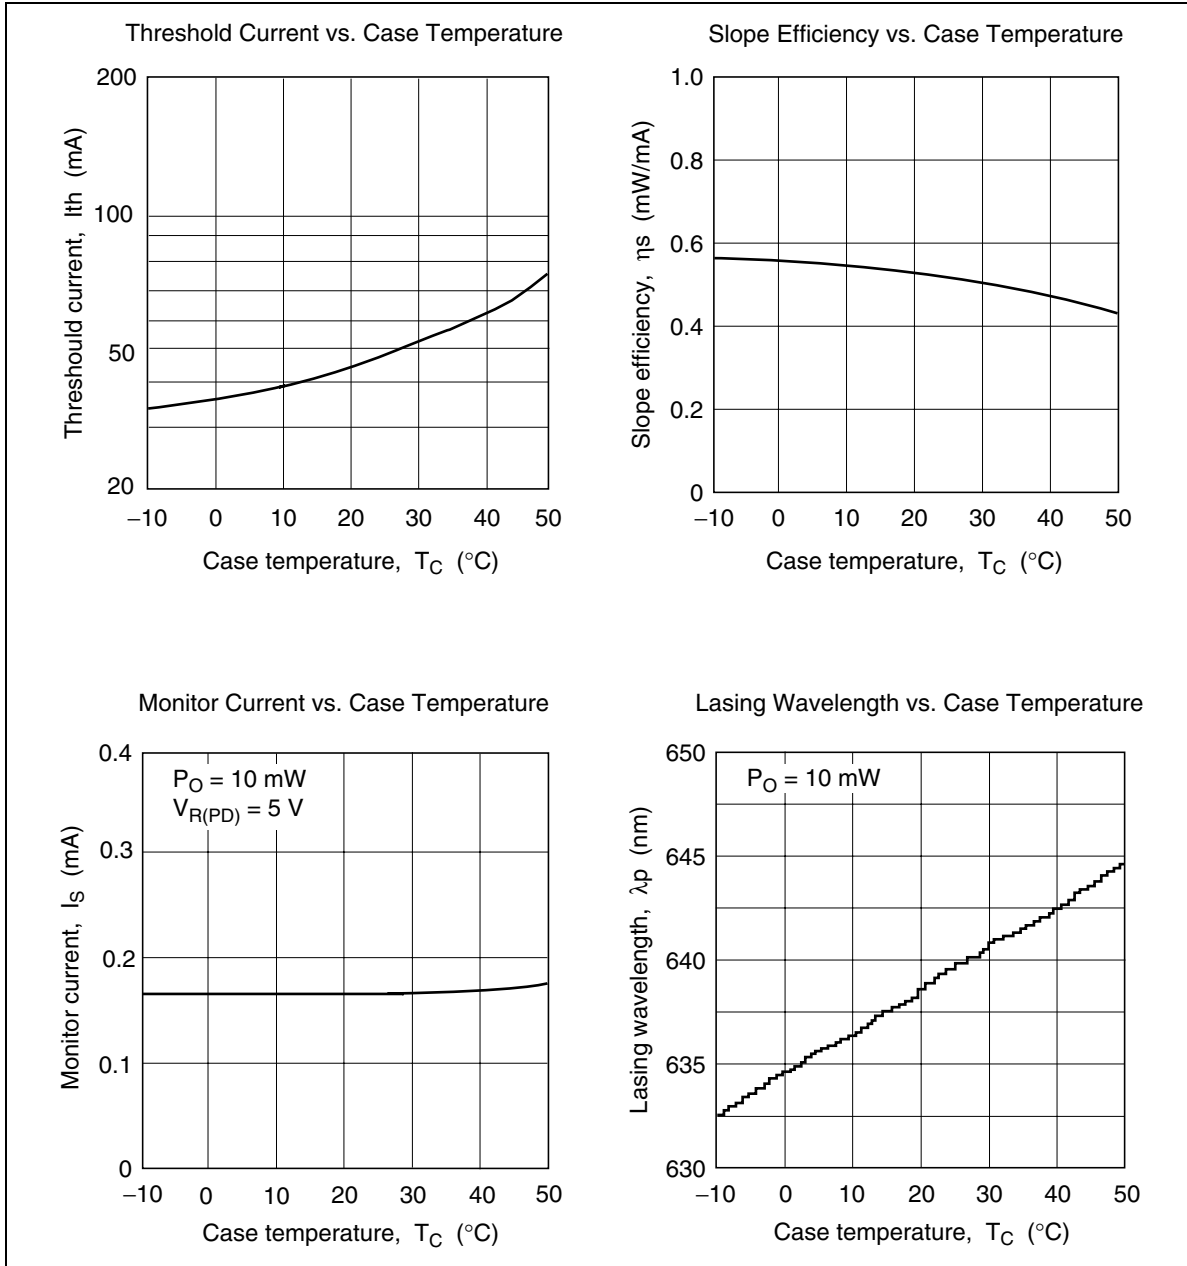 Threshold Current vs. Case Temperature
200
100
50
20
Threshould current, Ith (mA)
−10 0 10 20 30 40 50
Case temperature, TC (°C)
Slope Efficiency vs. Case Temperature
1.0
0.8
0.6
0.4
0.2
0
Slope efficiency, ηs (mW/mA)
−10 0 10 20 30 40 50
Case temperature, TC (°C)
Monitor Current vs. Case Temperature
PO = 10 mW
VR(PD) = 5 V
0.4
0.3
0.2
0.1
0
Monitor current, IS (mA)
−10 0 10 20 30 40 50
Case temperature, TC (°C)
Lasing Wavelength vs. Case Temperature
PO = 10 mW
650
645
640
635
630
Lasing wavelength, λp (nm)
−10 0 10 20 30 40 50
Case temperature, TC (°C)